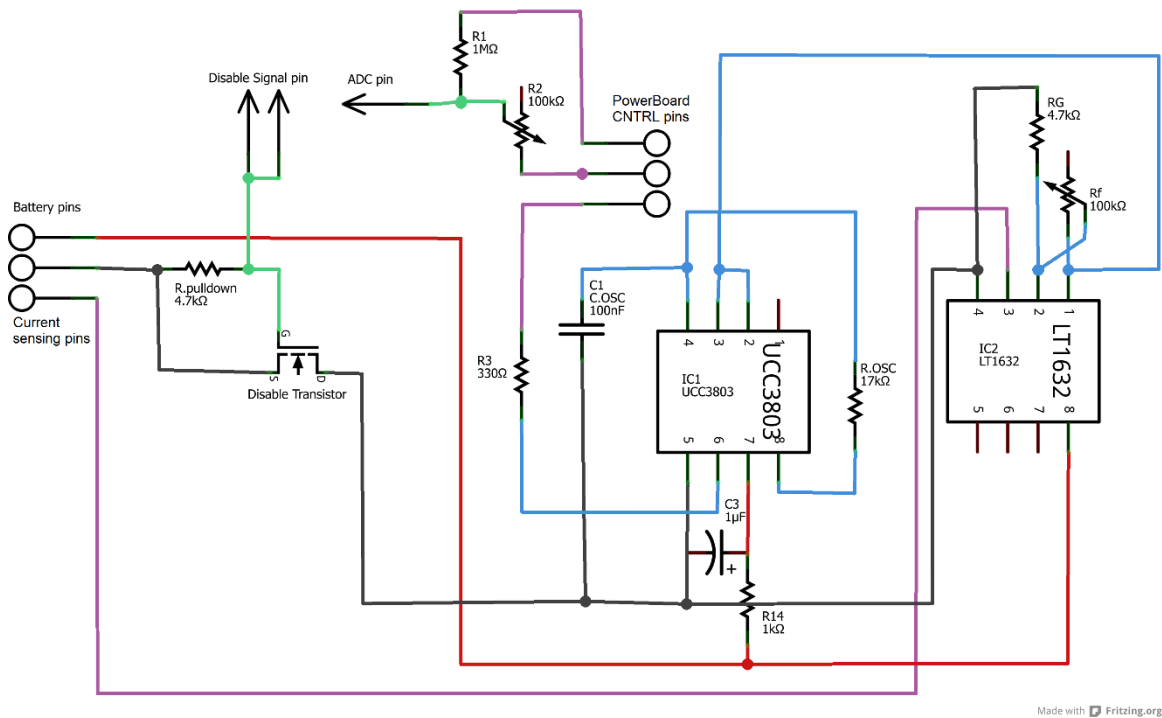 R1
1MΩ
Disable Signal pin
ADC pin
R2
100kΩ
PowerBoard
CNTRL pins
RG
4.7kΩ
Rf
100kΩ
Battery pins
R.pulldown
4.7kΩ
Current
sensing pins
G
S
D
Disable Transistor
C1
C.OSC
100nF
R3
330Ω
4
3
2
1
IC1
UCC3803
UCC3803
5
6
7
8
R.OSC
17kΩ
4
3
2
1
IC2
LT1632
LT1632
5
6
7
8
C3
1µF
+
R14
1kΩ
Made with Fritzing.org